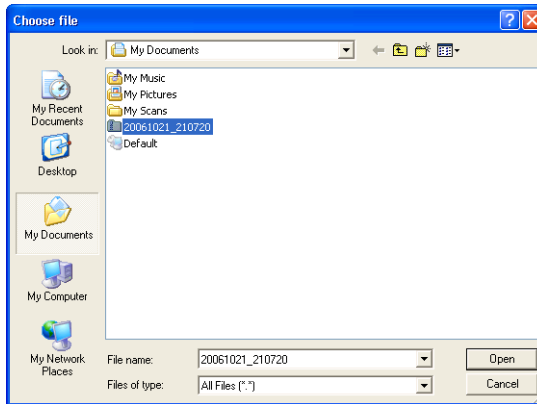 Choose file
Look in:
My Documents
My Recent
Documents
Desktop
My Documents
My Computer
My Network
Places
My Music
My Pictures
My Scans
20061021_210720
Default
File name:
20061021_210720
Open
Files of type:
All Files (*.*)
Cancel